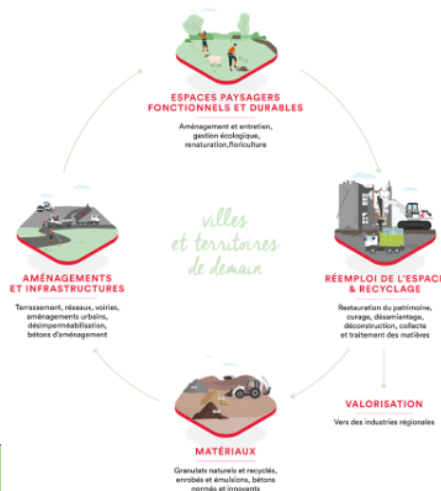 ESPACES PAYSAGERS
FONCTIONNELS ET DURABLES
Aménagement et entretien,
gestion écologique,
renaturation,floriculture
villes
et territoires
de demain
AMÉNAGEMENTS
ET INFRASTRUCTURES
Terrassement, réseaux, voiries,
aménagements urbains,
désimperméabilisation,
bétons d'aménagement
RÉEMPLOI DE L'ESPACE
& RECYCLAGE
Restauration du patrimoine,
curage, désamiantage,
déconstruction, collecte
et traitement des matières
VALORISATION
Vers des industries régionales
MATÉRIAUX
Granulats naturels et recyclés,
enrobés et émulsions, bétons
normés et innovants